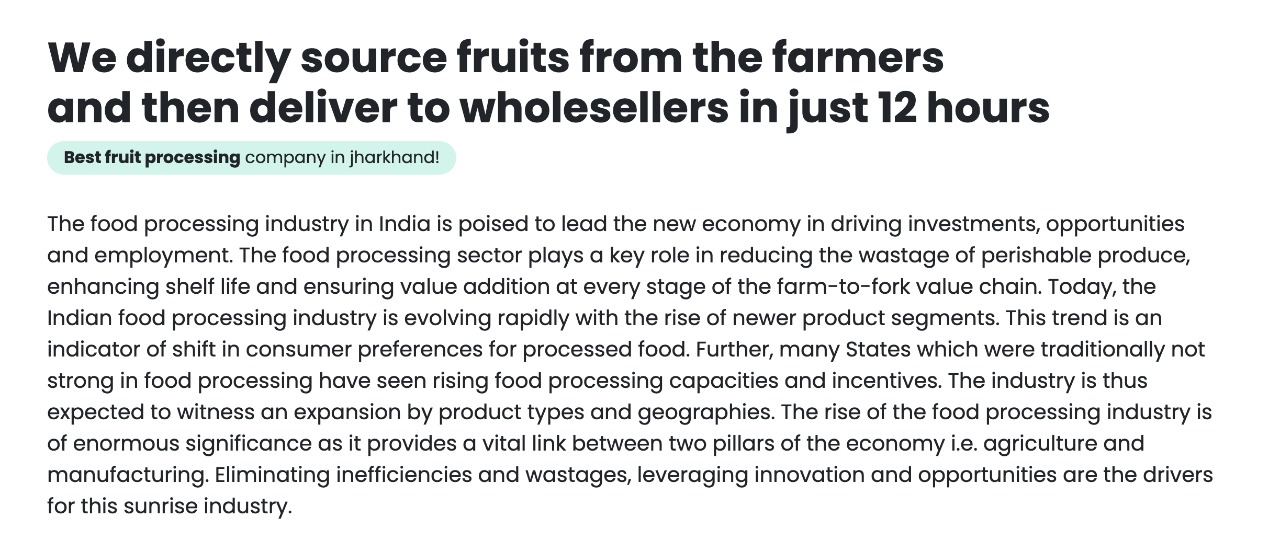 We directly source fruits from the farmers
and then deliver to wholesellers in just 12 hours
Best fruit processing company in jharkhand!
The food processing industry in India is poised to lead the new economy in driving investments, opportunities
and employment. The food processing sector plays a key role in reducing the wastage of perishable produce,
enhancing shelf life and ensuring value addition at every stage of the farm-to-fork value chain. Today, the
Indian food processing industry is evolving rapidly with the rise of newer product segments. This trend is an
indicator of shift in consumer preferences for processed food. Further, many States which were traditionally not
strong in food processing have seen rising food processing capacities and incentives. The industry is thus
expected to witness an expansion by product types and geographies. The rise of the food processing industry is
of enormous significance as it provides a vital link between two pillars of the economy i.e. agriculture and
manufacturing. Eliminating inefficiencies and wastages, leveraging innovation and opportunities are the drivers
for this sunrise industry.